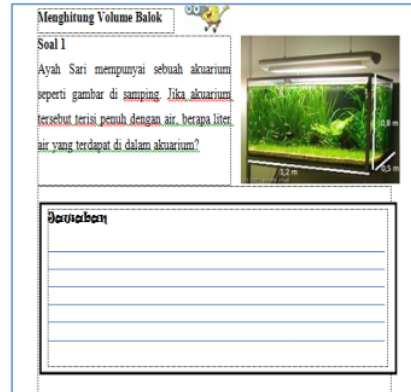 Menghitung Volume Balok
Soal 1
Ayah Sari mempunyai sebuah akuarium
seperti gambar di samping. Jika akuarium
tersebut terisi penuh dengan air, berapa liter
air yang terdapat di dalam akuarium?
0,8 m
0,5 m
1,2 m
Jawaban